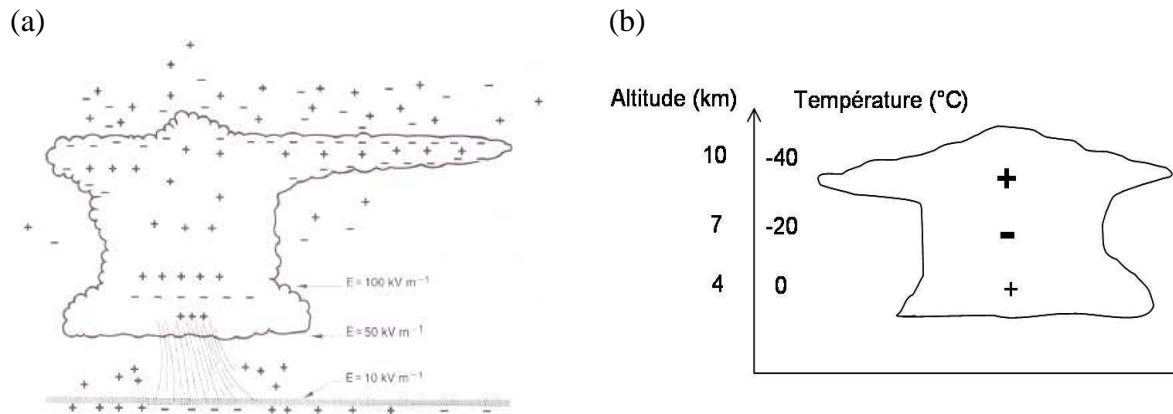 (a)
E = 100 kV m⁻¹
E = 50 kV m⁻¹
E = 10 kV m⁻¹
(b)
Altitude (km) Température (°C)
10 -40
7 -20
4 0